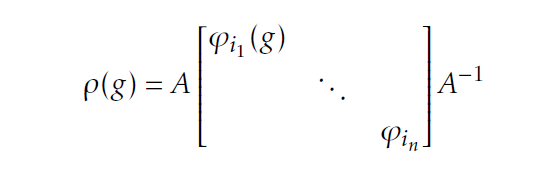 ρ(g) = A [ φ_{i_1}(g) ⋱ φ_{i_n} ] A^{-1}